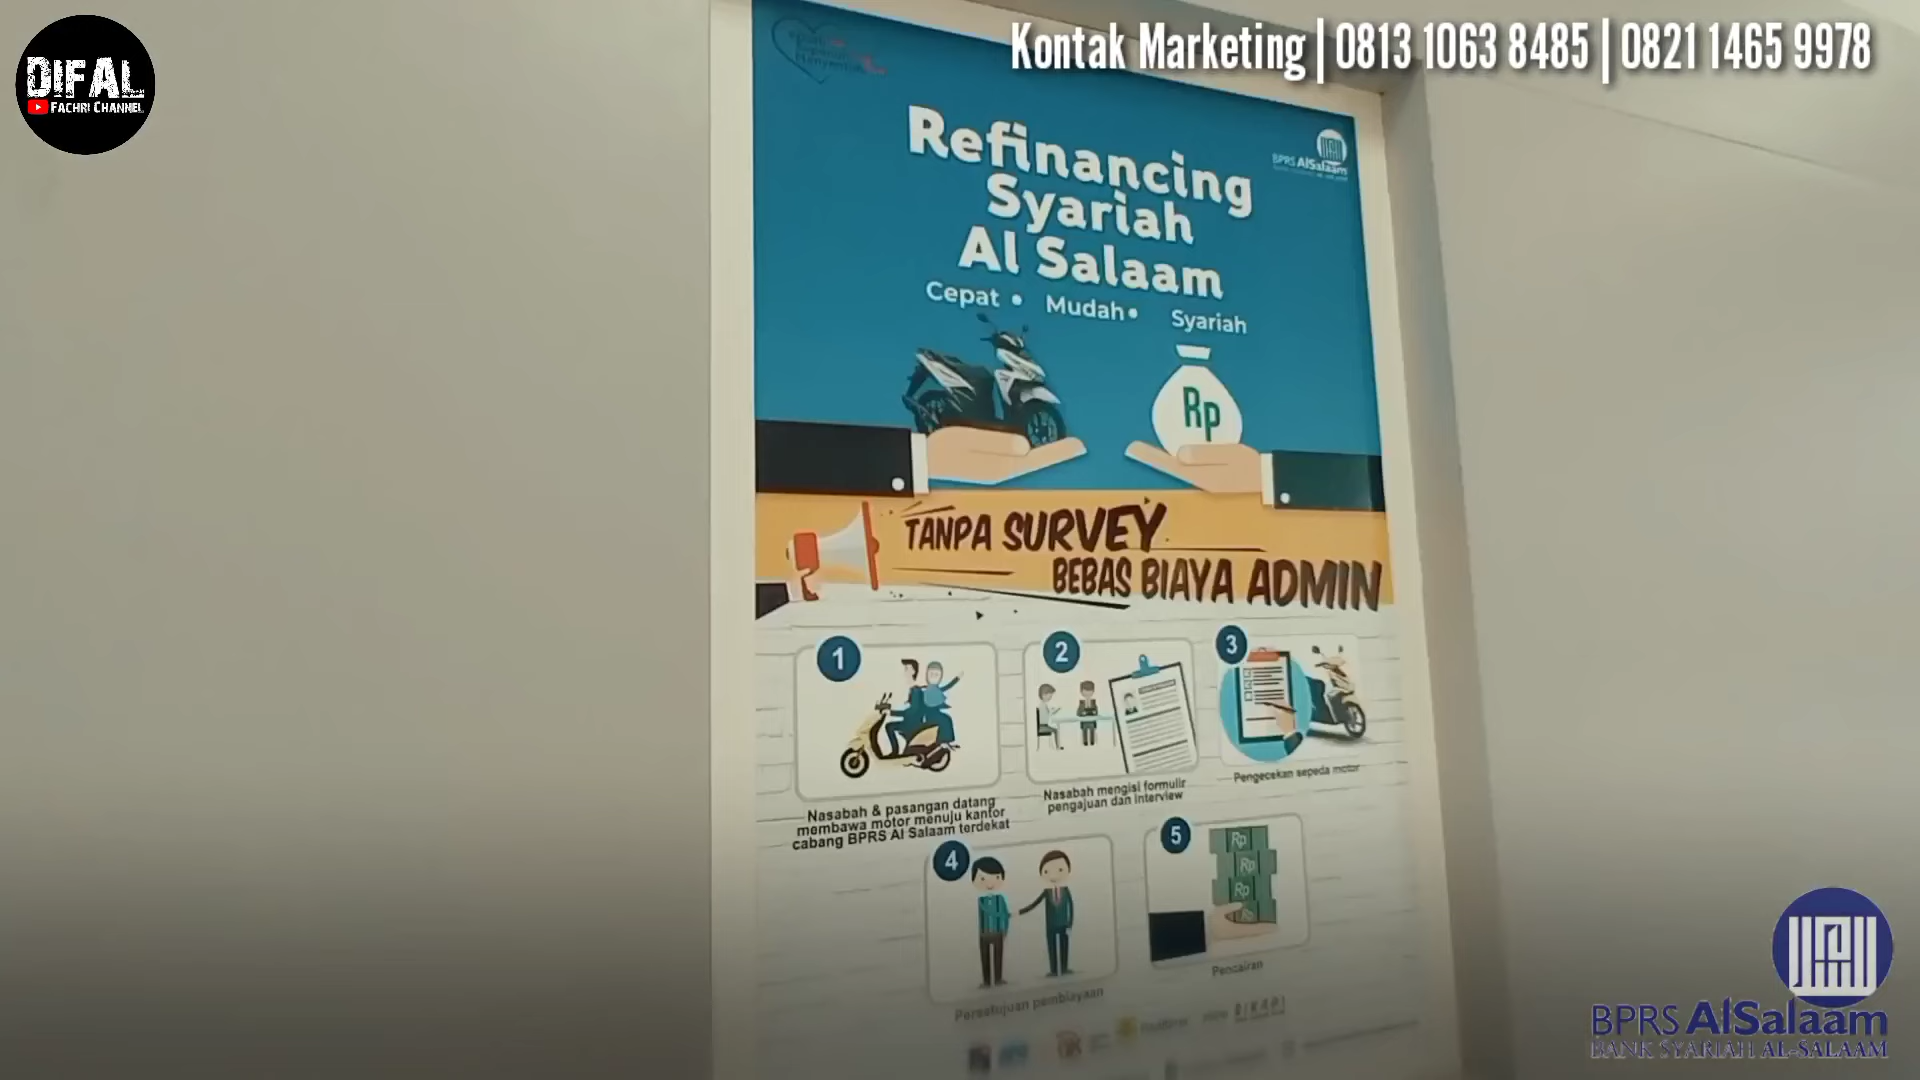 DIFAL
FACHRI CHANNEL
Kontak Marketing | 0813 1063 8485 | 0821 1465 9978
BPRS AlSalaam
Refinancing
Syariah
Al Salaam
Cepat • Mudah • Syariah
Rp
TANPA SURVEY
BEBAS BIAYA ADMIN
1
2
3
Nasabah & pasangan datang
membawa motor menuju kantor
cabang BPRS Al Salaam terdekat
Nasabah mengisi formulir
pengajuan dan interview
Pengecekan sepeda motor
4
5
Rp
Rp
Rp
Rp
Persetujuan pembiayaan
Pencairan
BPRS AlSalaam
BANK SYARIAH AL-SALAAM